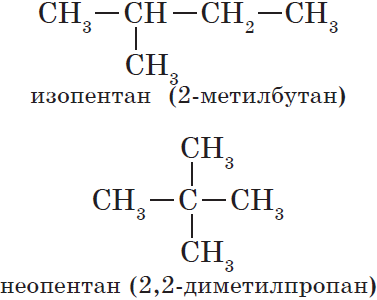 CH₃ — CH — CH₂ — CH₃
CH₃
изопентан (2-метилбутан)
CH₃
CH₃ — C — CH₃
CH₃
неопентан (2,2-диметилпропан)